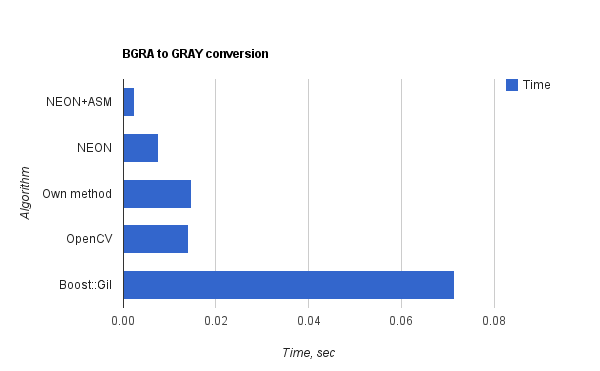 BGRA to GRAY conversion
Time
NEON+ASM
NEON
Own method
OpenCV
Boost::Gil
Algorithm
0.00 0.02 0.04 0.06 0.08
Time, sec